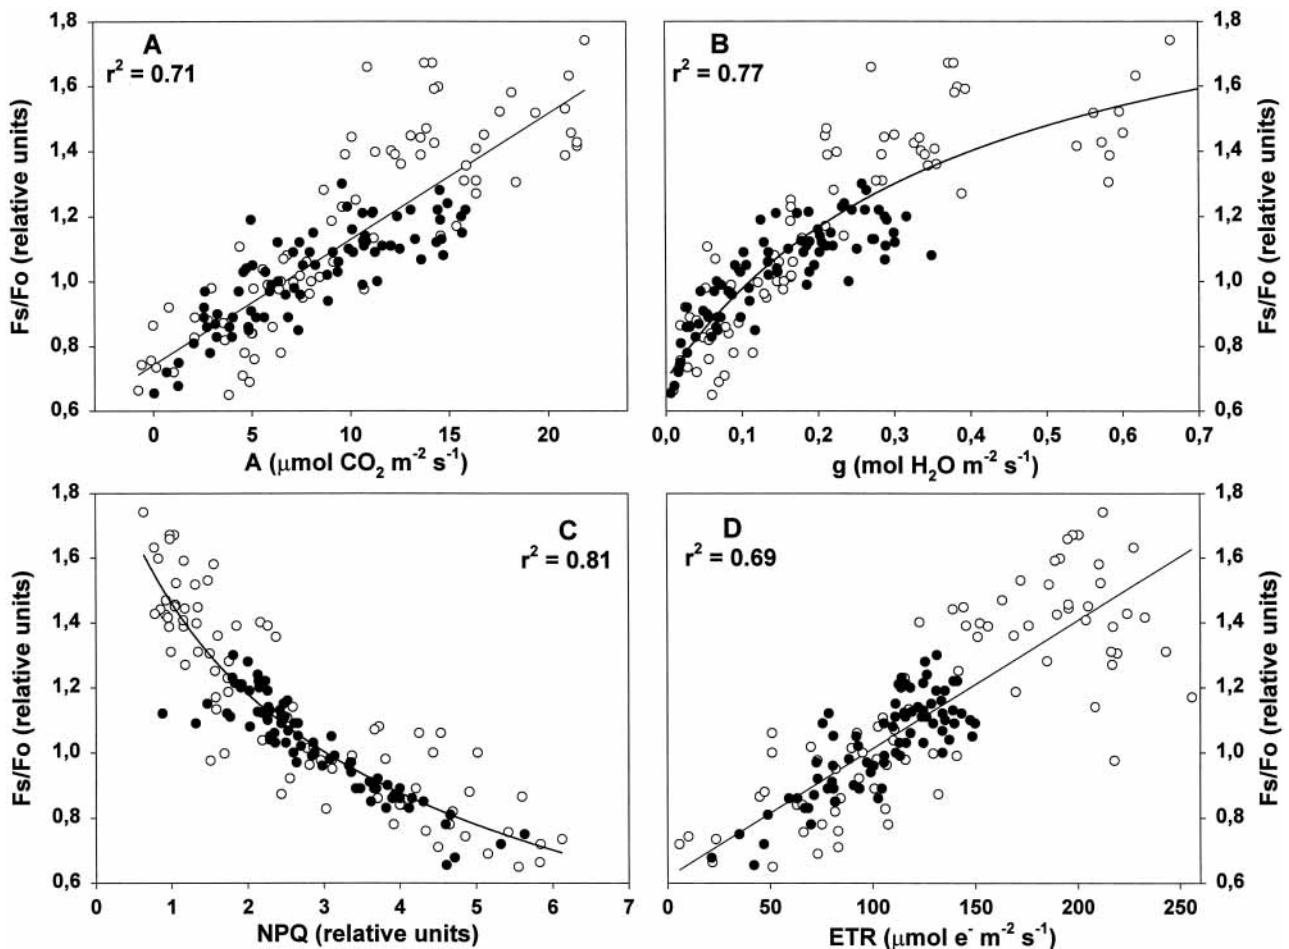 A
r² = 0.71
Fs/Fo (relative units)
1,8
1,6
1,4
1,2
1,0
0,8
0,6
0 5 10 15 20
A (μmol CO₂ m⁻² s⁻¹)
B
r² = 0.77
1,8
1,6
1,4
1,2
1,0
0,8
0,6
Fs/Fo (relative units)
0,0 0,1 0,2 0,3 0,4 0,5 0,6 0,7
g (mol H₂O m⁻² s⁻¹)
C
r² = 0.81
Fs/Fo (relative units)
1,8
1,6
1,4
1,2
1,0
0,8
0,6
0 1 2 3 4 5 6 7
NPQ (relative units)
D
r² = 0.69
1,8
1,6
1,4
1,2
1,0
0,8
0,6
Fs/Fo (relative units)
0 50 100 150 200 250
ETR (μmol e⁻ m⁻² s⁻¹)